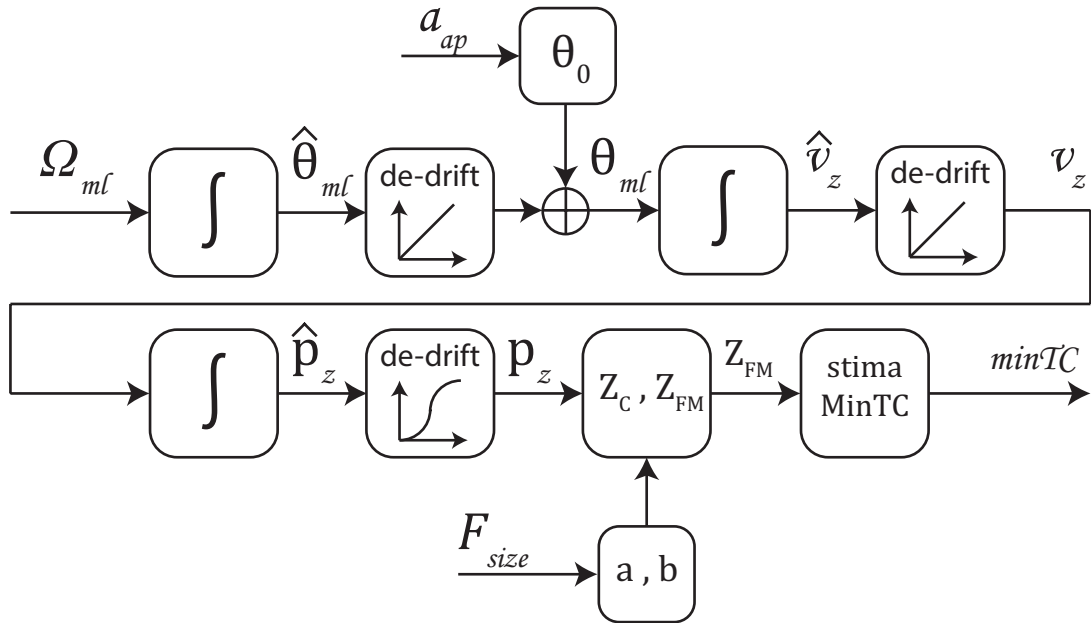 a_ap
θ_0
Ω_ml
∫
θ̂_ml
de-drift
θ_ml
∫
v̂_z
de-drift
v_z
∫
p̂_z
de-drift
p_z
Z_C , Z_FM
Z_FM
stima
MinTC
minTC
F_size
a , b